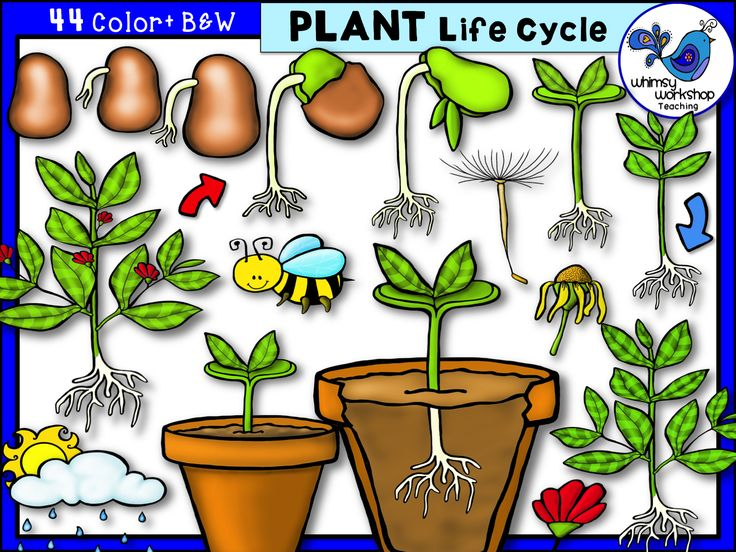 44 Color + B&W
PLANT Life Cycle
whimsy
workshop
Teaching